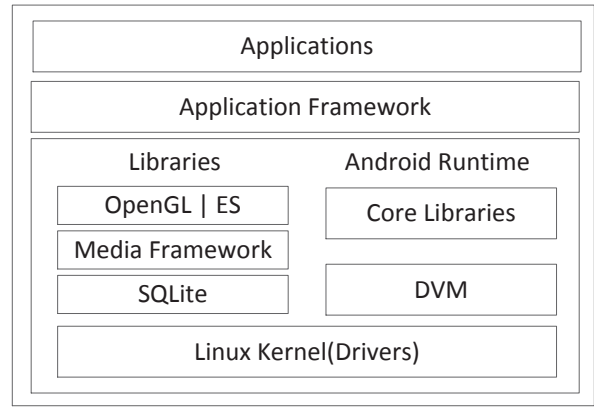 Applications
Application Framework
Libraries
Android Runtime
OpenGL | ES
Core Libraries
Media Framework
SQLite
DVM
Linux Kernel(Drivers)